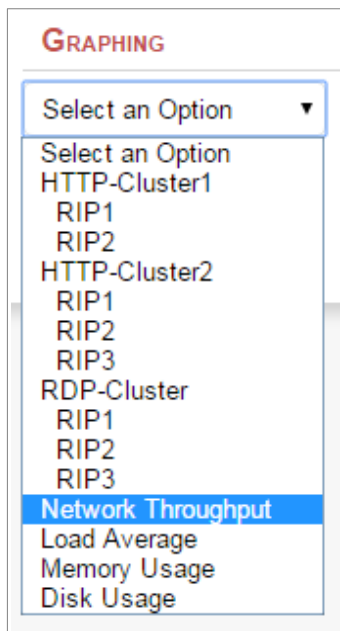 GRAPHING
Select an Option
Select an Option
HTTP-Cluster1
RIP1
RIP2
HTTP-Cluster2
RIP1
RIP2
RIP3
RDP-Cluster
RIP1
RIP2
RIP3
Network Throughput
Load Average
Memory Usage
Disk Usage